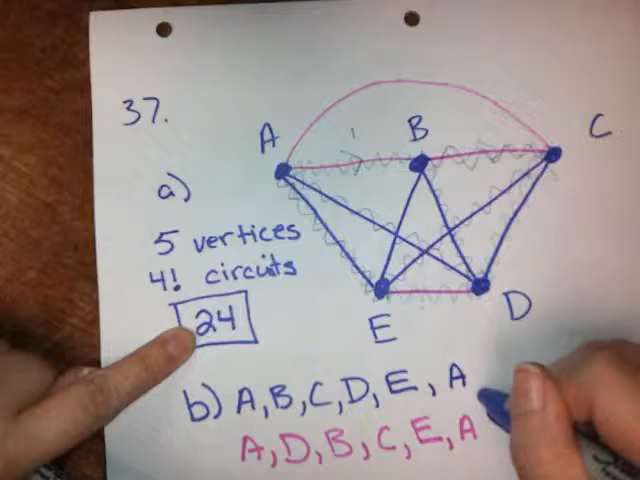 37.
A
B
C
a)
5 vertices
4! circuits
24
E
D
b) A, B, C, D, E, A
A, D, B, C, E, A